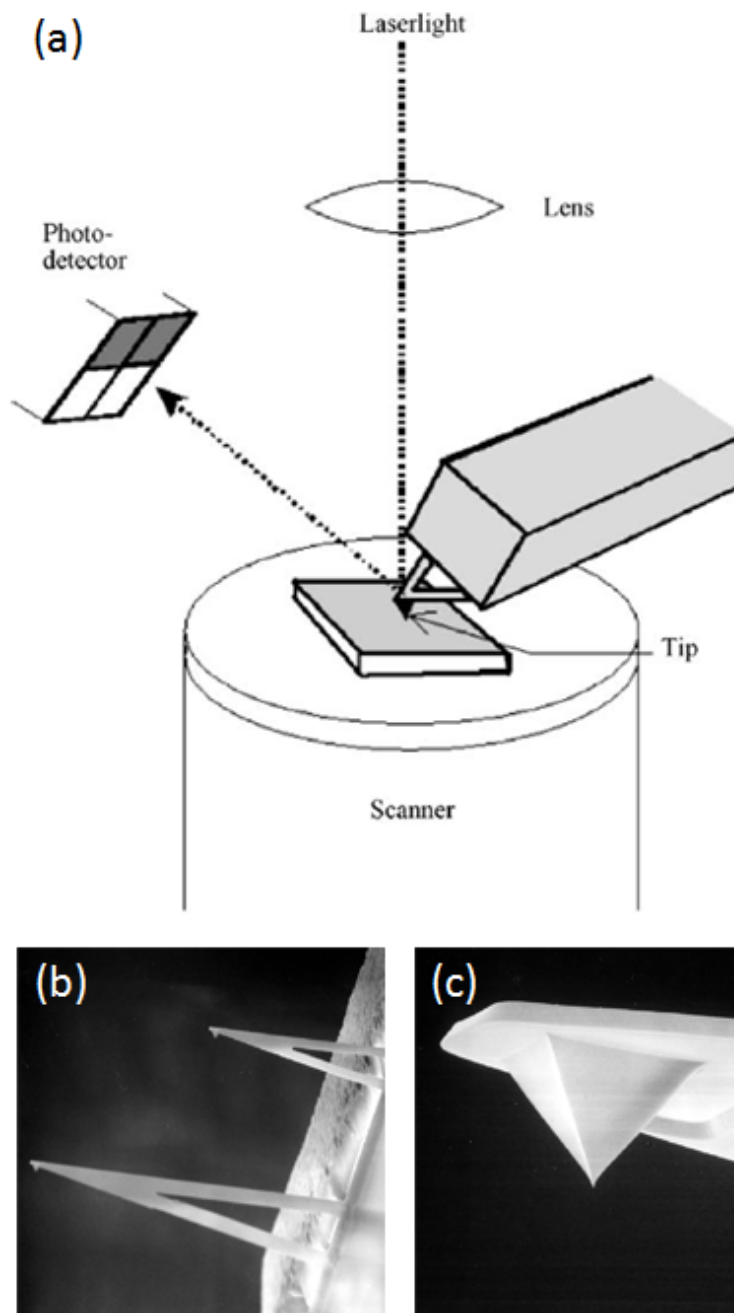 (a)
Laserlight
Lens
Photo-
detector
Tip
Scanner
(b)
(c)